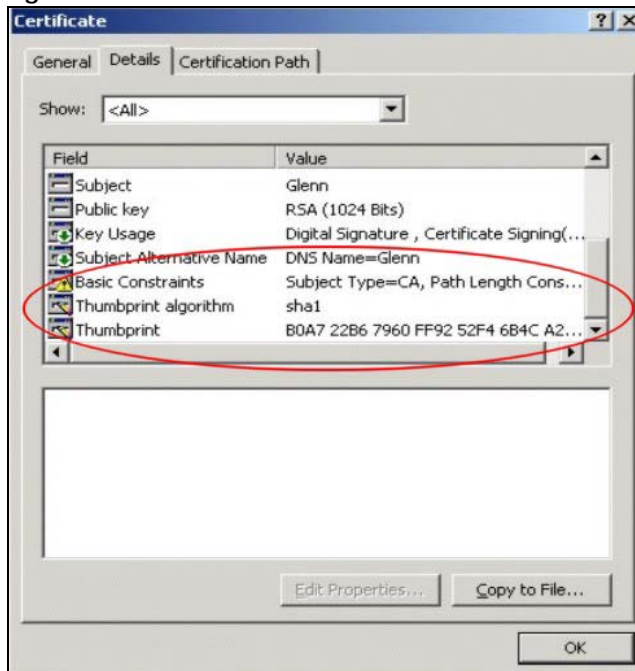 Certificate
General Details Certification Path
Show: <All>
Field Value
Subject Glenn
Public key RSA (1024 Bits)
Key Usage Digital Signature , Certificate Signing(...
Subject Alternative Name DNS Name=Glenn
Basic Constraints Subject Type=CA, Path Length Cons...
Thumbprint algorithm sha1
Thumbprint B0A7 22B6 7960 FF92 52F4 6B4C A2...
Edit Properties... Copy to File...
OK